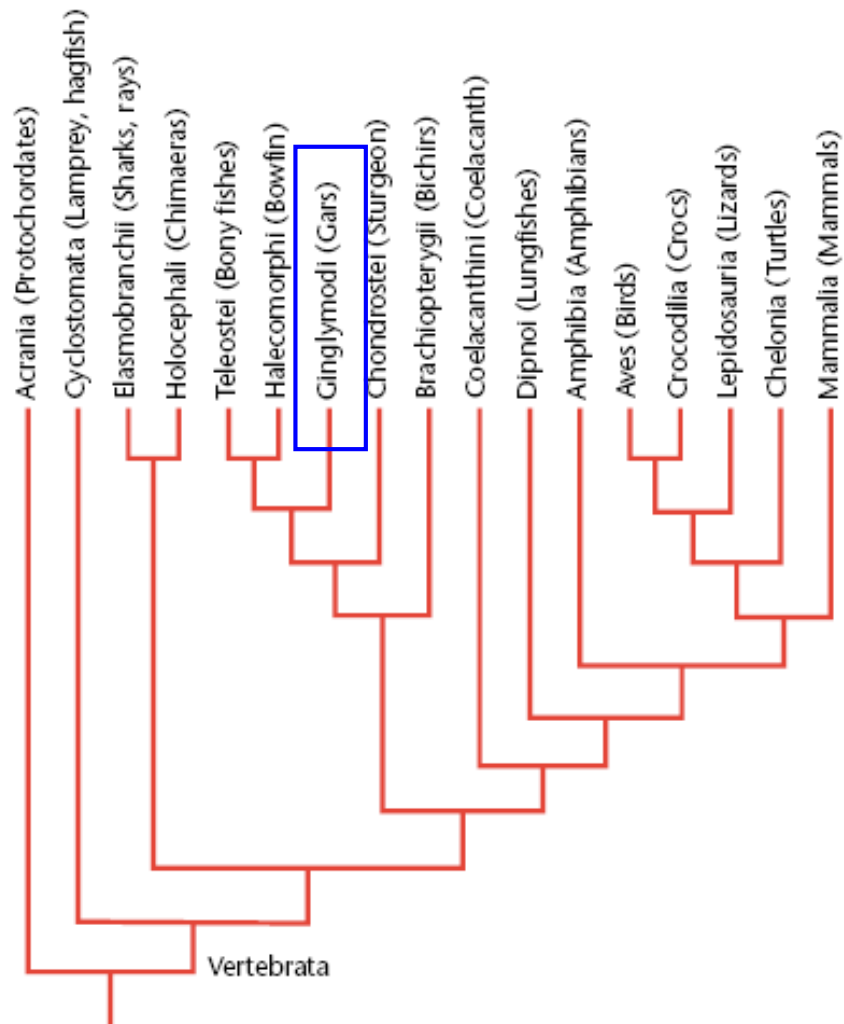 Acrania (Protochordates)
Cyclostomata (Lamprey, hagfish)
Elasmobranchii (Sharks, rays)
Holocephali (Chimaeras)
Teleostei (Bony fishes)
Halecomorphi (Bowfin)
Ginglymodi (Gars)
Chondrostei (Sturgeon)
Brachiopterygii (Bichirs)
Coelacanthini (Coelacanth)
Dipnoi (Lungfishes)
Amphibia (Amphibians)
Aves (Birds)
Crocodilia (Crocs)
Lepidosauria (Lizards)
Chelonia (Turtles)
Mammalia (Mammals)
Vertebrata